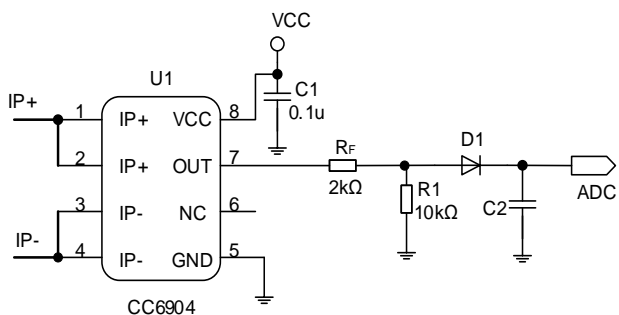 VCC
U1
C1
0.1u
IP+
1
IP+
VCC
8
2
IP+
OUT
7
RF
2kΩ
D1
ADC
3
IP-
NC
6
R1
10kΩ
C2
IP-
4
IP-
GND
5
CC6904